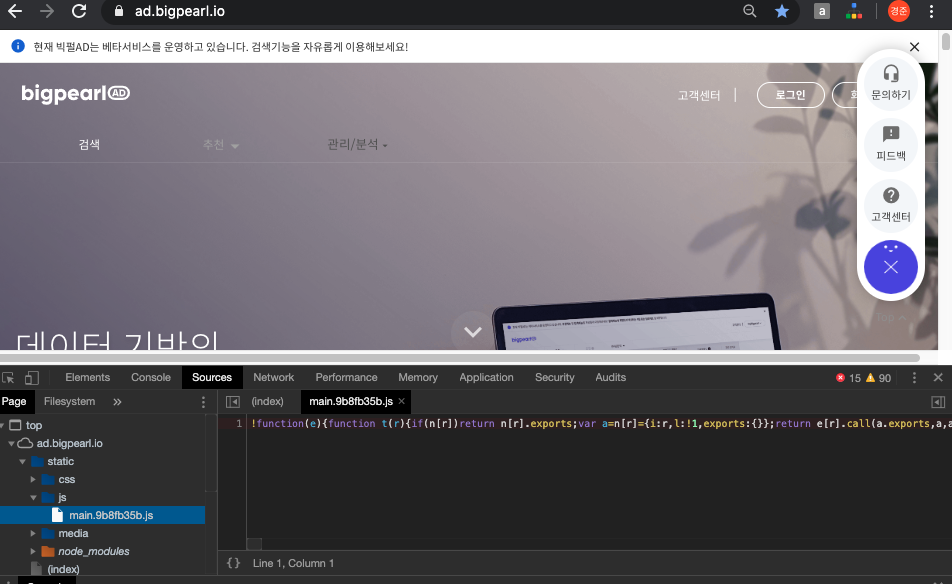 ad.bigpearl.io
a
경준
현재 빅펄AD는 베타서비스를 운영하고 있습니다. 검색기능을 자유롭게 이용해보세요!
bigpearl AD
고객센터
로그인
문의하기
검색
추천
관리/분석
피드백
고객센터
TOP
데이터 기반의
bigpearl
Elements
Console
Sources
Network
Performance
Memory
Application
Security
Audits
15
90
Page
Filesystem
»
(index)
main.9b8fb35b.js
top
1
!function(e){function t(r){if(n[r])return n[r].exports;var a=n[r]={i:r,l:!1,exports:{}};return e[r].call(a.exports,a,a
ad.bigpearl.io
static
css
js
main.9b8fb35b.js
media
node_modules
(index)
{} Line 1, Column 1